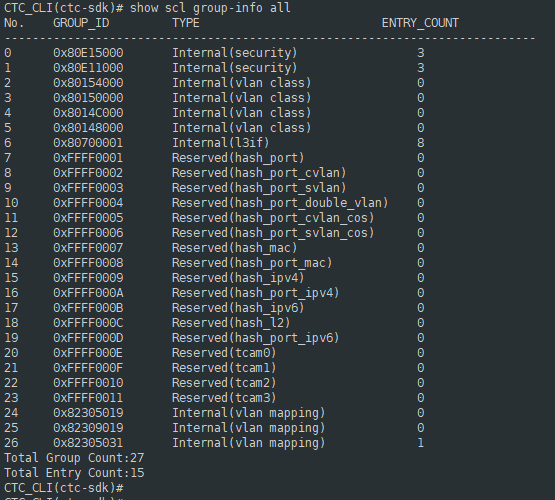 CTC_CLI(ctc-sdk)# show scl group-info all
No. GROUP_ID TYPE ENTRY_COUNT
--------------------------------------------------------------------------
0 0x80E15000 Internal(security) 3
1 0x80E11000 Internal(security) 3
2 0x80154000 Internal(vlan class) 0
3 0x80150000 Internal(vlan class) 0
4 0x8014C000 Internal(vlan class) 0
5 0x80148000 Internal(vlan class) 0
6 0x80700001 Internal(l3if) 8
7 0xFFFF0001 Reserved(hash_port) 0
8 0xFFFF0002 Reserved(hash_port_cvlan) 0
9 0xFFFF0003 Reserved(hash_port_svlan) 0
10 0xFFFF0004 Reserved(hash_port_double_vlan) 0
11 0xFFFF0005 Reserved(hash_port_cvlan_cos) 0
12 0xFFFF0006 Reserved(hash_port_svlan_cos) 0
13 0xFFFF0007 Reserved(hash_mac) 0
14 0xFFFF0008 Reserved(hash_port_mac) 0
15 0xFFFF0009 Reserved(hash_ipv4) 0
16 0xFFFF000A Reserved(hash_port_ipv4) 0
17 0xFFFF000B Reserved(hash_ipv6) 0
18 0xFFFF000C Reserved(hash_l2) 0
19 0xFFFF000D Reserved(hash_port_ipv6) 0
20 0xFFFF000E Reserved(tcam0) 0
21 0xFFFF000F Reserved(tcam1) 0
22 0xFFFF0010 Reserved(tcam2) 0
23 0xFFFF0011 Reserved(tcam3) 0
24 0x82305019 Internal(vlan mapping) 0
25 0x82309019 Internal(vlan mapping) 0
26 0x82305031 Internal(vlan mapping) 1
Total Group Count:27
Total Entry Count:15
CTC_CLI(ctc-sdk)#